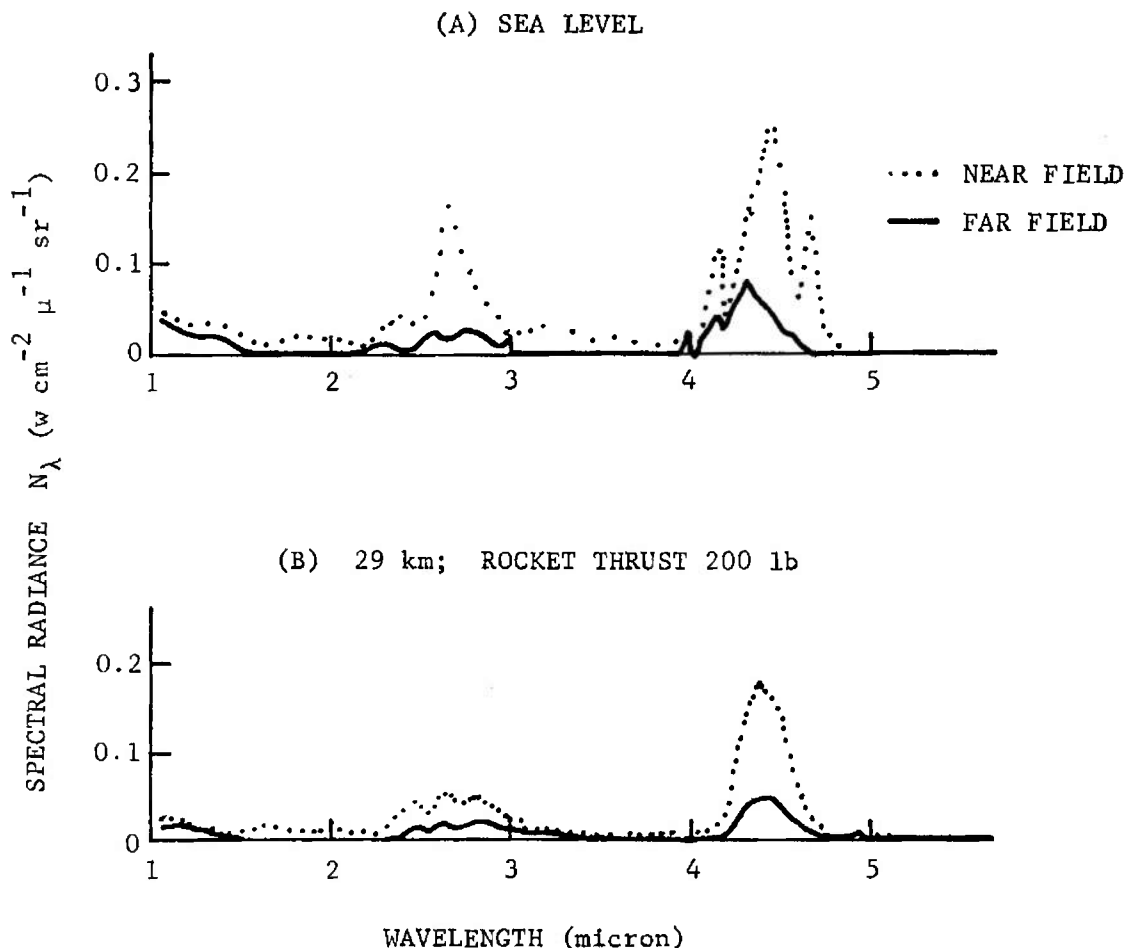 (A) SEA LEVEL
0.3
0.2
0.1
0
1 2 3 4 5
NEAR FIELD
FAR FIELD
SPECTRAL RADIANCE N_λ (w cm⁻² μ⁻¹ sr⁻¹)
(B) 29 km; ROCKET THRUST 200 lb
0.2
0.1
0
1 2 3 4 5
WAVELENGTH (micron)